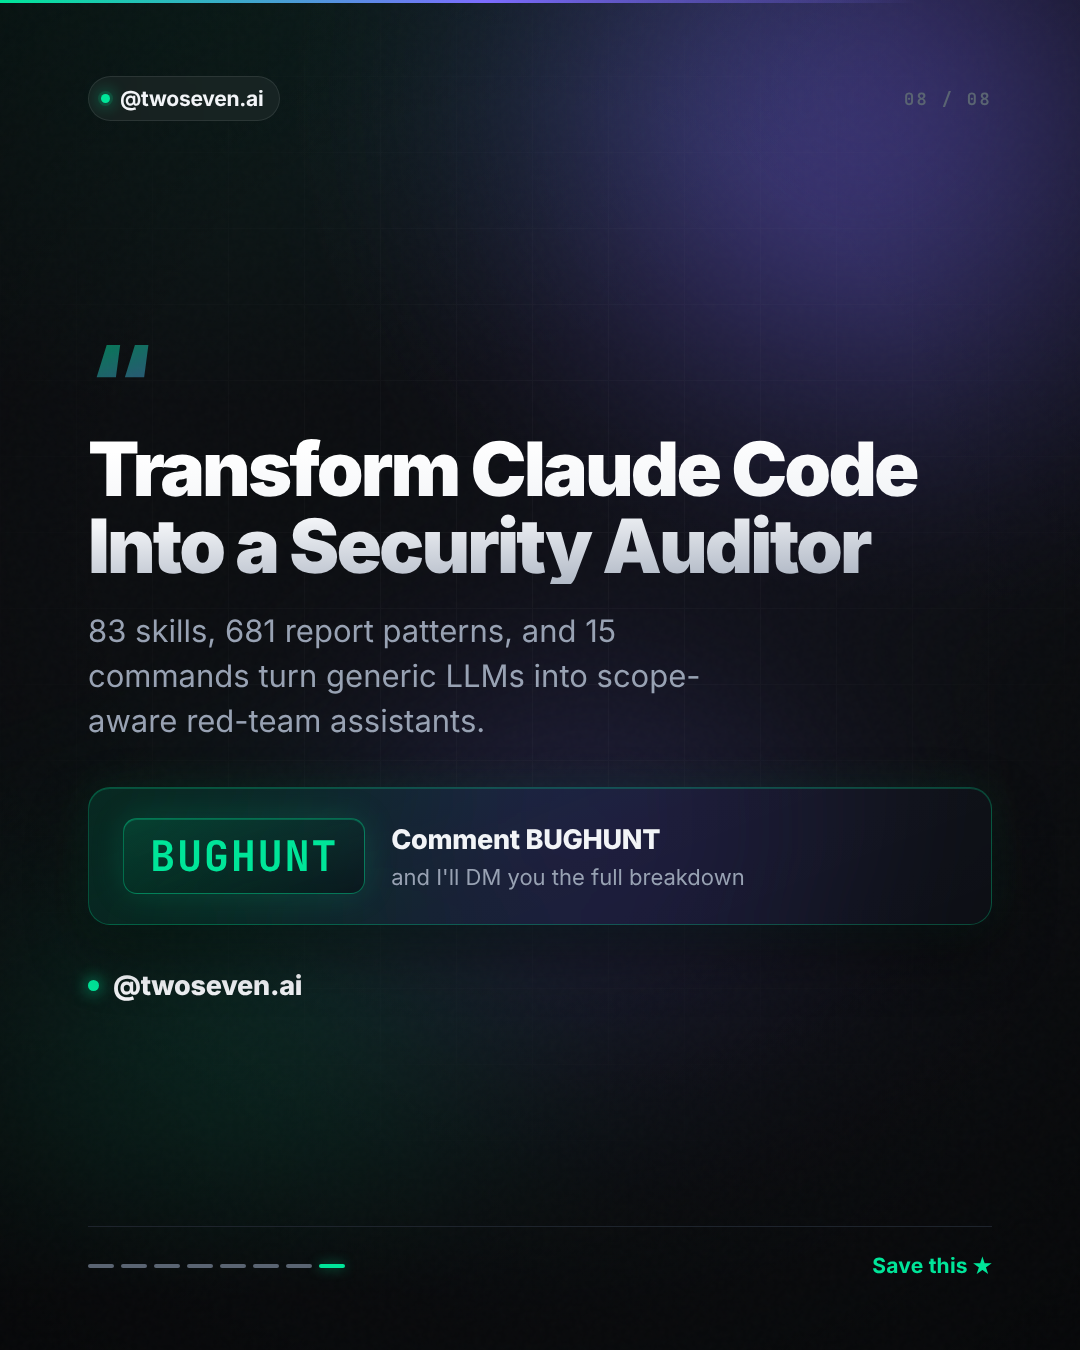 @twoseven.ai
08 / 08
“
Transform Claude Code
Into a Security Auditor
83 skills, 681 report patterns, and 15
commands turn generic LLMs into scope-
aware red-team assistants.
BUGHUNT
Comment BUGHUNT
and I'll DM you the full breakdown
@twoseven.ai
Save this ★